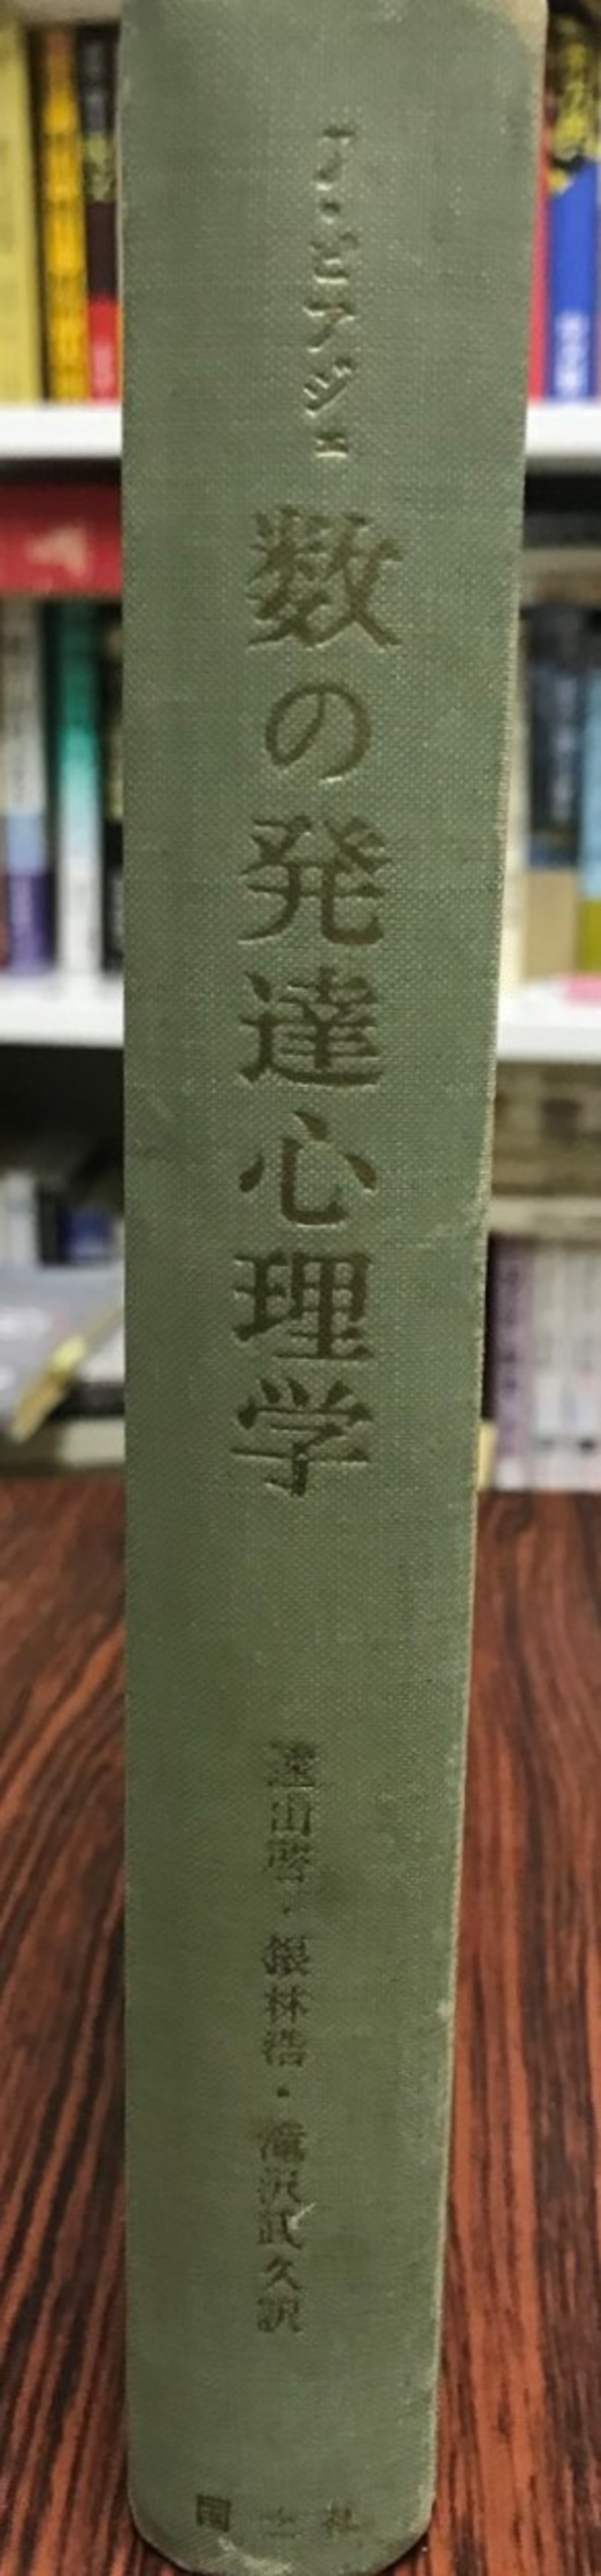 J・ピアジェ
数の発達心理学
遠山啓・銀林浩・滝沢武久訳
国土社